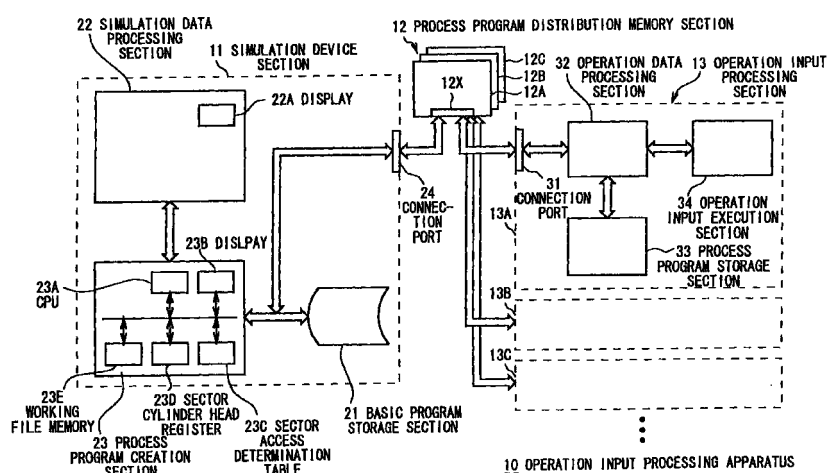 22 SIMULATION DATA
PROCESSING
SECTION
11 SIMULATION DEVICE
SECTION
22A DISPLAY
12 PROCESS PROGRAM DISTRIBUTION MEMORY SECTION
12C
12B
12A
12X
32 OPERATION DATA
PROCESSING
SECTION
13 OPERATION INPUT
PROCESSING
SECTION
24
CONNEC-
TION
PORT
31
CONNECTION
PORT
13A
34 OPERATION
INPUT EXECUTION
SECTION
33 PROCESS
PROGRAM STORAGE
SECTION
23B DISLPAY
23A
CPU
13B
13C
23E
WORKING
FILE MEMORY
23D SECTOR
CYLINDER HEAD
REGISTER
23C SECTOR
ACCESS
DETERMINATION
TABLE
21 BASIC PROGRAM
STORAGE SECTION
23 PROCESS
PROGRAM CREATION
SECTION
10 OPERATION INPUT PROCESSING APPARATUS